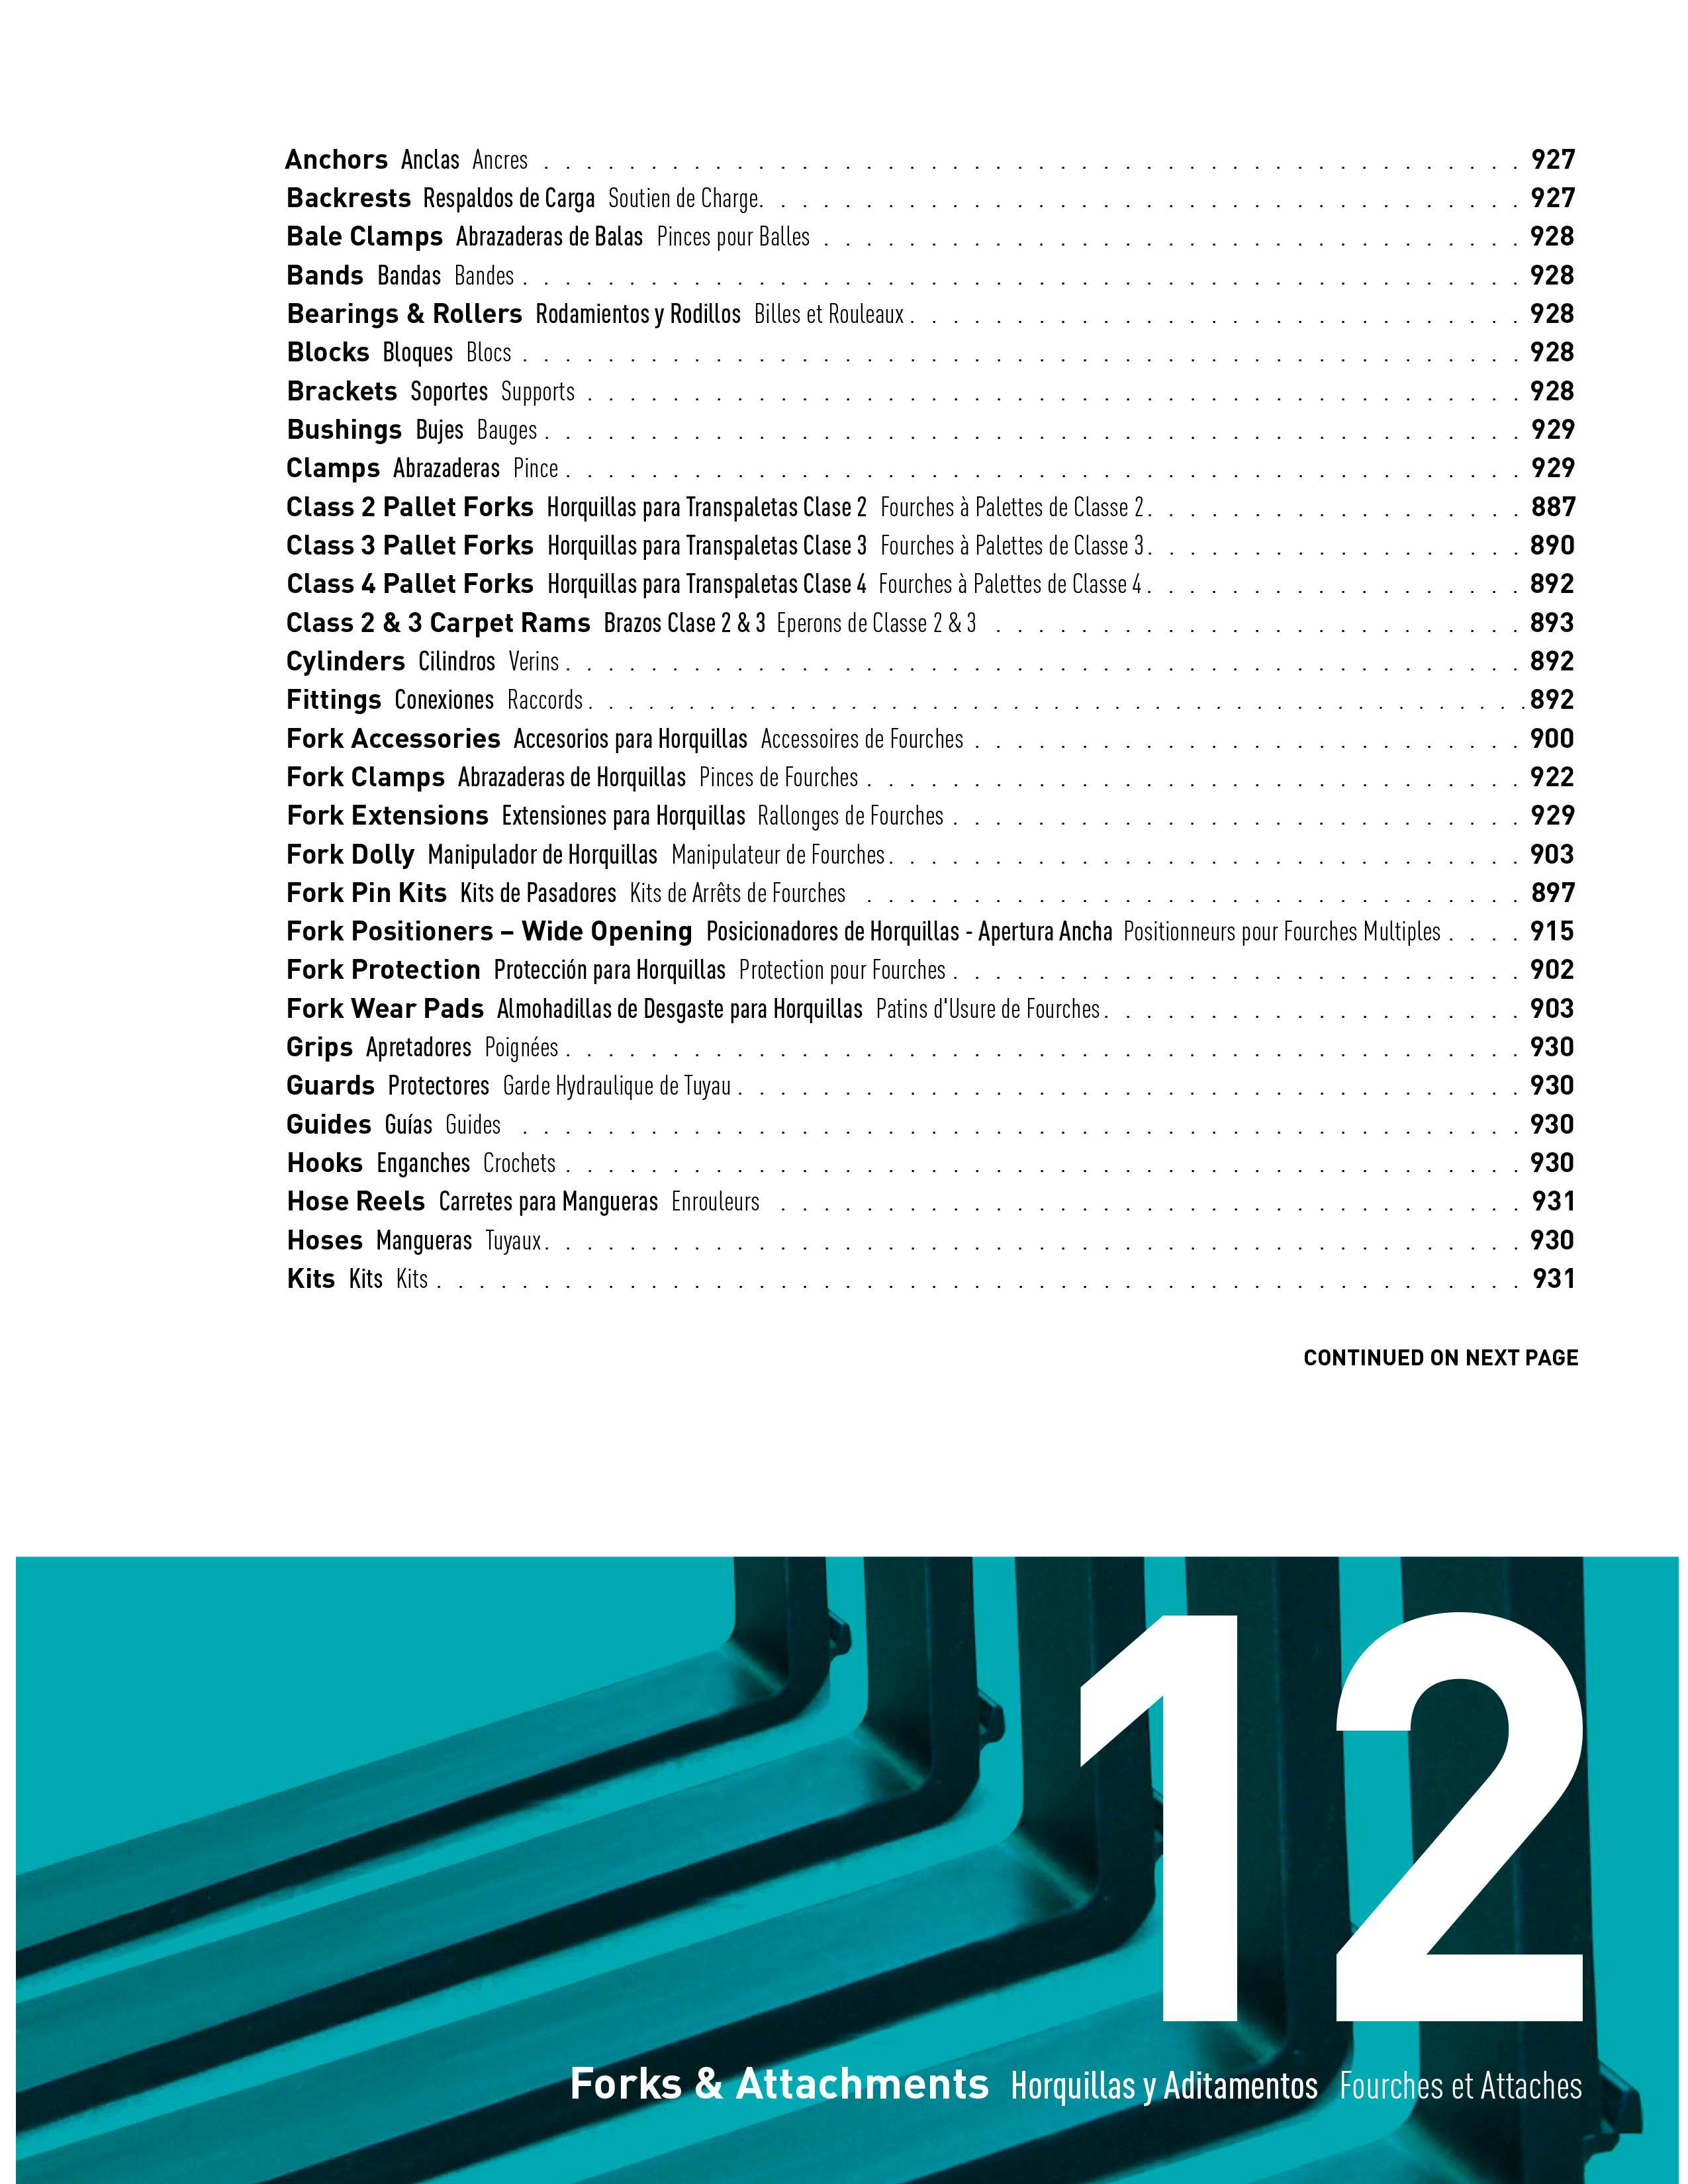 Anchors Anclas Ancres . . . . . . . . . . 927
Backrests Respaldos de Carga Soutien de Charge. . . . . . . . . . 927
Bale Clamps Abrazaderas de Balas Pinces pour Balles . . . . . . . . . . 928
Bands Bandas Bandes . . . . . . . . . . 928
Bearings & Rollers Rodamientos y Rodillos Billes et Rouleaux . . . . . . . . . . 928
Blocks Bloques Blocs . . . . . . . . . . 928
Brackets Soportes Supports . . . . . . . . . . 928
Bushings Bujes Bauges . . . . . . . . . . 929
Clamps Abrazaderas Pince . . . . . . . . . . 929
Class 2 Pallet Forks Horquillas para Transpaletas Clase 2 Fourches à Palettes de Classe 2 . . . . . . . . . . 887
Class 3 Pallet Forks Horquillas para Transpaletas Clase 3 Fourches à Palettes de Classe 3 . . . . . . . . . . 890
Class 4 Pallet Forks Horquillas para Transpaletas Clase 4 Fourches à Palettes de Classe 4 . . . . . . . . . . 892
Class 2 & 3 Carpet Rams Brazos Clase 2 & 3 Eperons de Classe 2 & 3 . . . . . . . . . . 893
Cylinders Cilindros Verins . . . . . . . . . . 892
Fittings Conexiones Raccords . . . . . . . . . . 892
Fork Accessories Accesorios para Horquillas Accessoires de Fourches . . . . . . . . . . 900
Fork Clamps Abrazaderas de Horquillas Pinces de Fourches . . . . . . . . . . 922
Fork Extensions Extensiones para Horquillas Rallonges de Fourches . . . . . . . . . . 929
Fork Dolly Manipulador de Horquillas Manipulateur de Fourches . . . . . . . . . . 903
Fork Pin Kits Kits de Pasadores Kits de Arrêts de Fourches . . . . . . . . . . 897
Fork Positioners – Wide Opening Posicionadores de Horquillas - Apertura Ancha Positionneurs pour Fourches Multiples . . . . 915
Fork Protection Protección para Horquillas Protection pour Fourches . . . . . . . . . . 902
Fork Wear Pads Almohadillas de Desgaste para Horquillas Patins d'Usure de Fourches . . . . . . . . . . 903
Grips Apretadores Poignées . . . . . . . . . . 930
Guards Protectores Garde Hydraulique de Tuyau . . . . . . . . . . 930
Guides Guías Guides . . . . . . . . . . 930
Hooks Enganches Crochets . . . . . . . . . . 930
Hose Reels Carretes para Mangueras Enrouleurs . . . . . . . . . . 931
Hoses Mangueras Tuyaux . . . . . . . . . . 930
Kits Kits Kits . . . . . . . . . . 931
CONTINUED ON NEXT PAGE
12
Forks & Attachments Horquillas y Aditamentos Fourches et Attaches